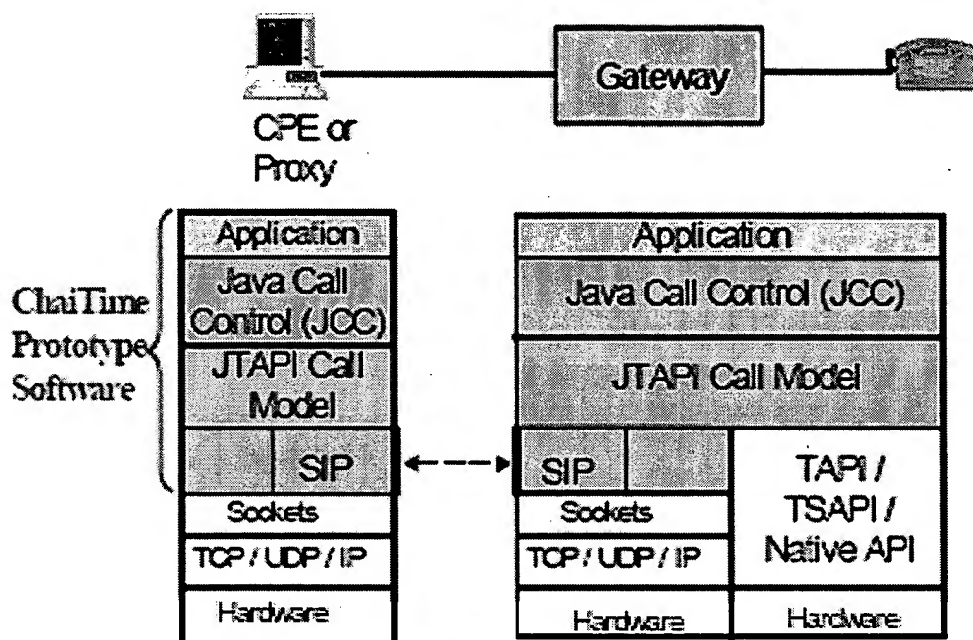 Gateway
CPE or
Proxy
ChaiTime
Prototype
Software
Application
Java Call
Control (JCC)
JTAPI Call
Model
SIP
Sockets
TCP / UDP / IP
Hardware
Application
Java Call Control (JCC)
JTAPI Call Model
SIP
Sockets
TCP / UDP / IP
Hardware
TAPI /
TSAPI /
Native API
Hardware